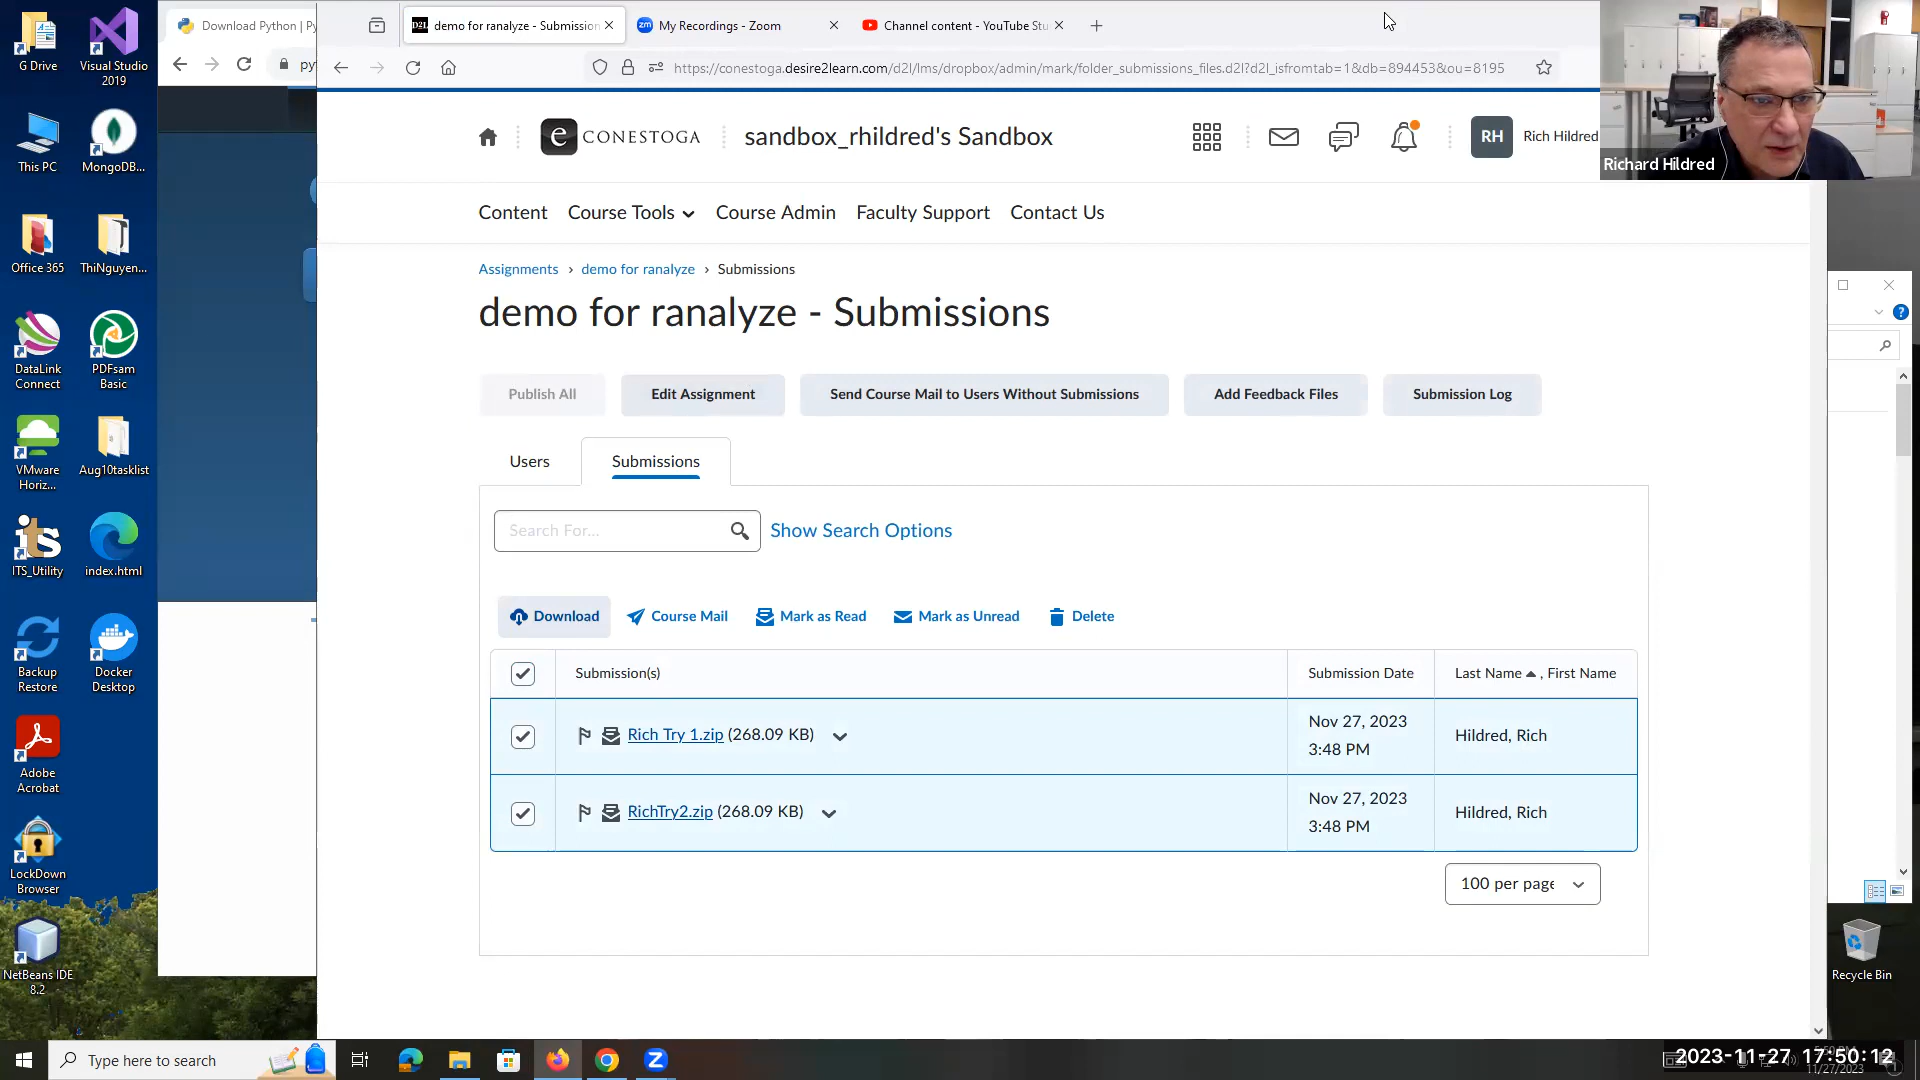 G Drive
Visual Studio
2019
This PC
MongoDB...
Office 365
ThiNguyen...
DataLink
Connect
PDFsam
Basic
VMware
Horiz...
Aug10tasklist
ITS_Utility
index.html
Backup
Restore
Docker
Desktop
Adobe
Acrobat
LockDown
Browser
NetBeans IDE
8.2
Recycle Bin
Download Python | Py
py
demo for ranalyze - Submission
My Recordings - Zoom
Channel content - YouTube Stu
https://conestoga.desire2learn.com/d2l/lms/dropbox/admin/mark/folder_submissions_files.d2l?d2l_isfromtab=1&db=894453&ou=8195
Richard Hildred
CONESTOGA
sandbox_rhildred's Sandbox
RH
Rich Hildred
Content
Course Tools
Course Admin
Faculty Support
Contact Us
Assignments › demo for ranalyze › Submissions
demo for ranalyze - Submissions
Publish All
Edit Assignment
Send Course Mail to Users Without Submissions
Add Feedback Files
Submission Log
Users
Submissions
Search For...
Show Search Options
Download
Course Mail
Mark as Read
Mark as Unread
Delete
Submission(s)
Submission Date
Last Name , First Name
Rich Try 1.zip (268.09 KB)
Nov 27, 2023
3:48 PM
Hildred, Rich
RichTry2.zip (268.09 KB)
Nov 27, 2023
3:48 PM
Hildred, Rich
100 per page
Type here to search
2023-11-27 17:50:12
11/27/2023